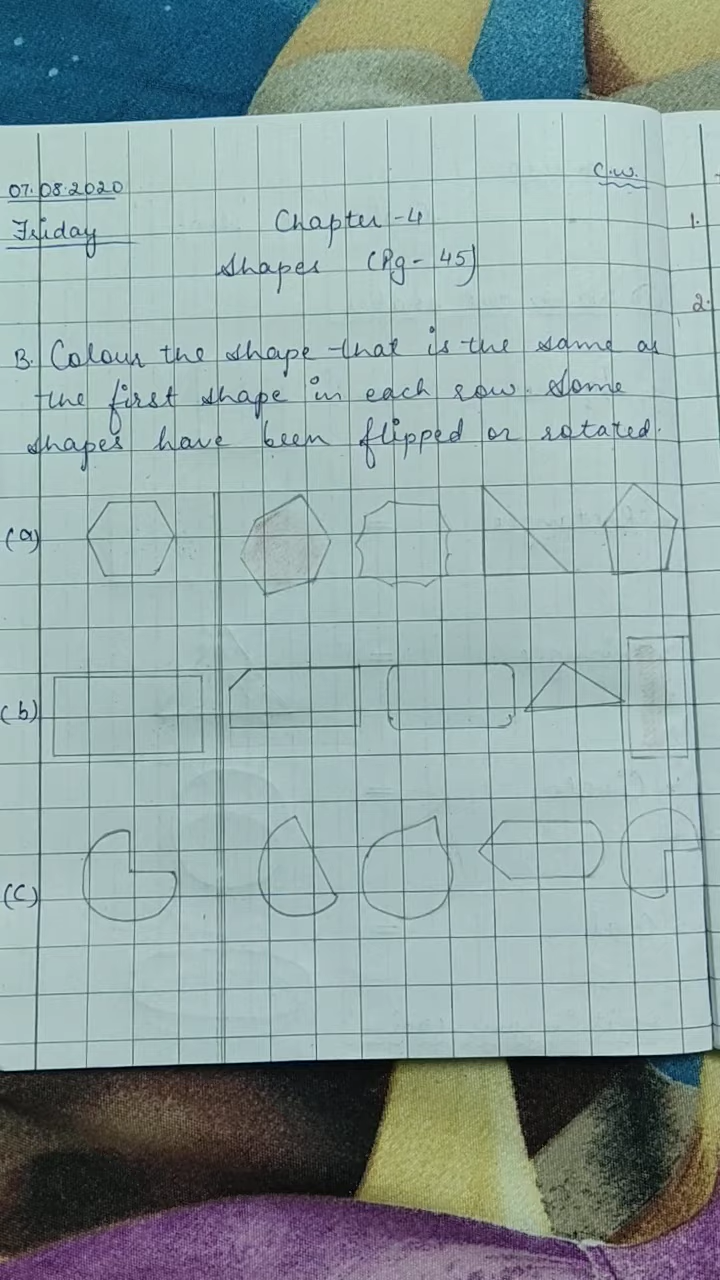 C.W.
07.08.2020
Friday
Chapter-4
Shapes (Pg-45)
B. Colour the shape that is the same as
the first shape in each row. Some
shapes have been flipped or rotated.
(a)
(b)
(c)
1.
2.